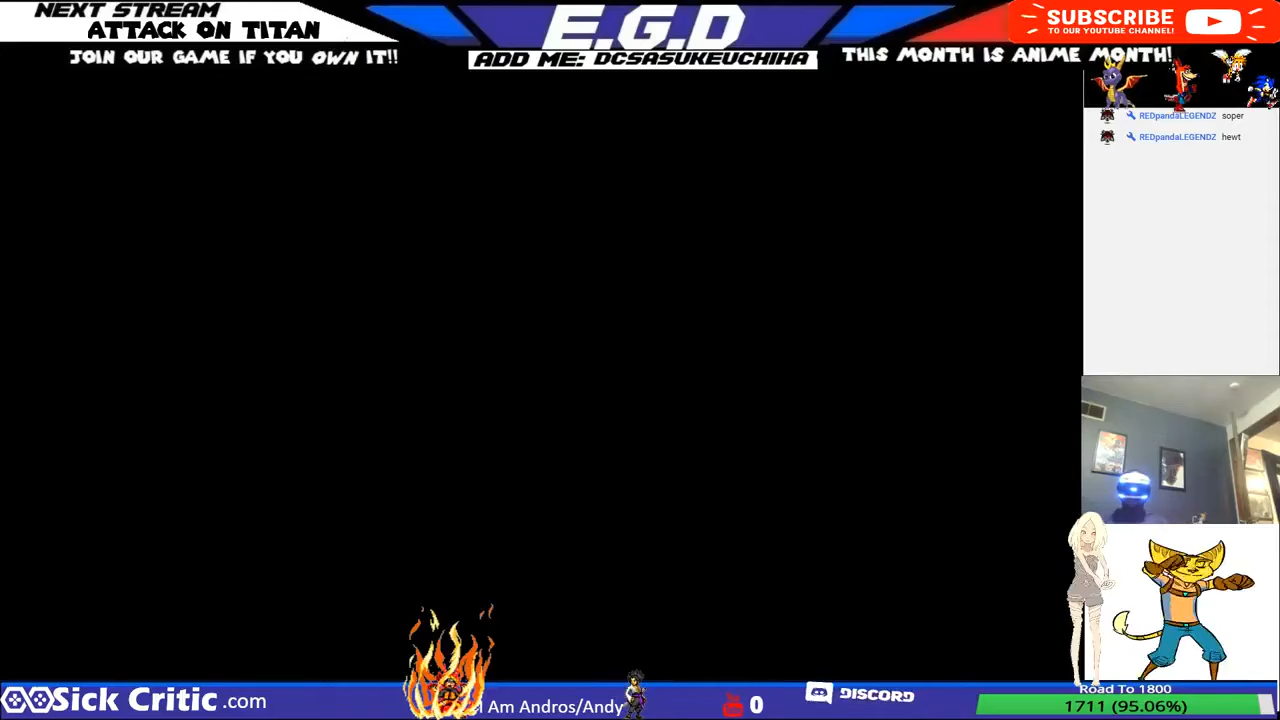 NEXT STREAM
ATTACK ON TITAN
JOIN OUR GAME IF YOU OWN IT!!
E.G.D
ADD ME: DCSASUKEUCHIHA
SUBSCRIBE
TO OUR YOUTUBE CHANNEL!
THIS MONTH IS ANIME MONTH!
REDpandaLEGENDZ soper
REDpandaLEGENDZ hewt
Sick Critic.com
I Am Andros/Andy
0
DISCORD
Road To 1800
1711 (95.06%)